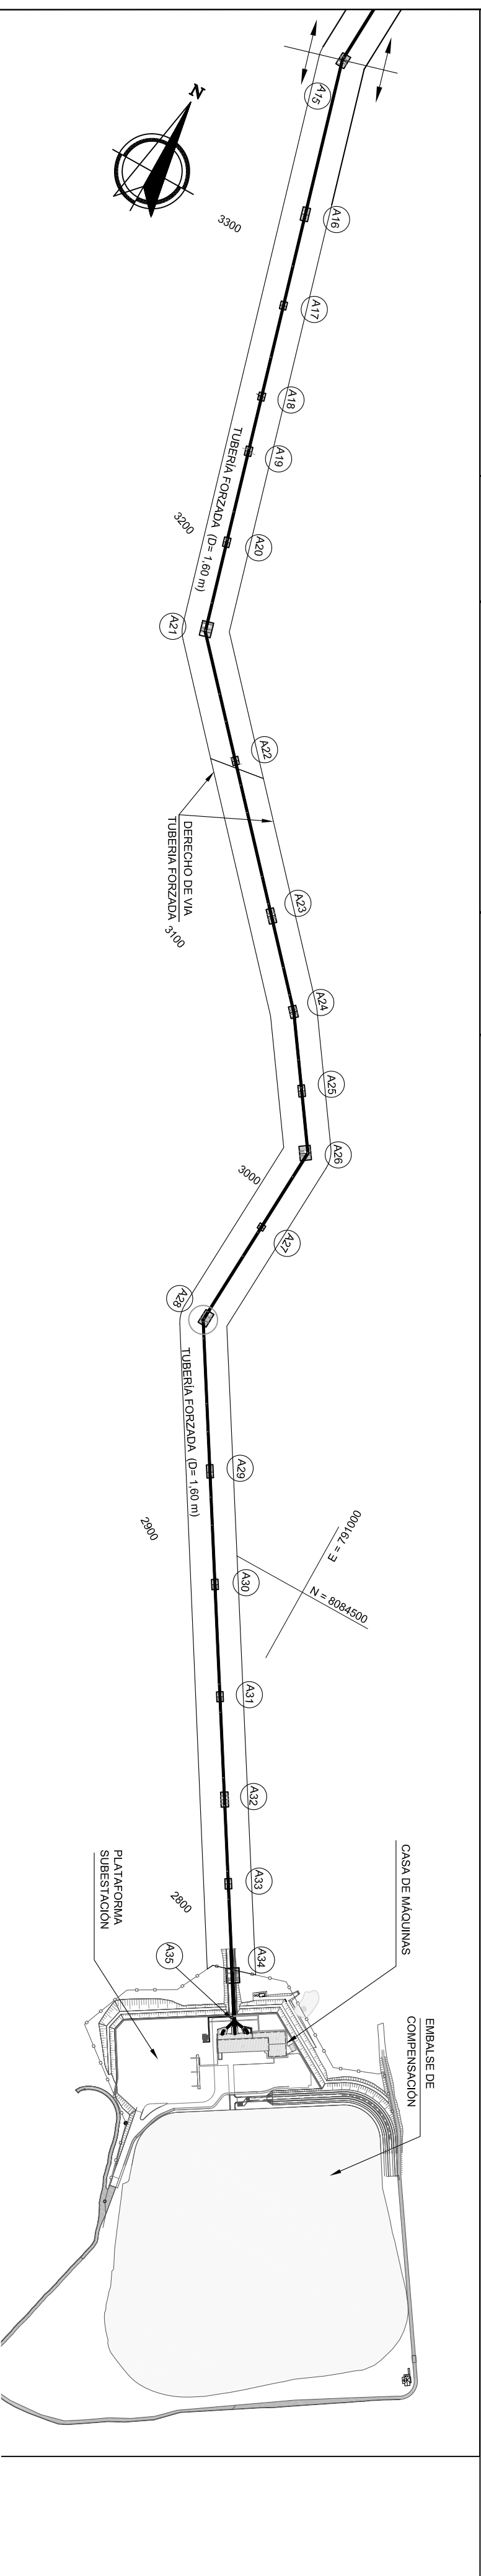 N
A15
3300
A16
A17
A18
A19
TUBERÍA FORZADA (D= 1,60 m)
3200
A20
A21
A22
DERECHO DE VIA
TUBERIA FORZADA
3100
A23
A24
A25
A26
3000
A27
A28
TUBERÍA FORZADA (D= 1,60 m)
A29
2900
E = 791000
N = 8084500
A30
A31
A32
A33
2800
CASA DE MÁQUINAS
PLATAFORMA
SUBESTACIÓN
A35
A34
EMBALSE DE
COMPENSACIÓN